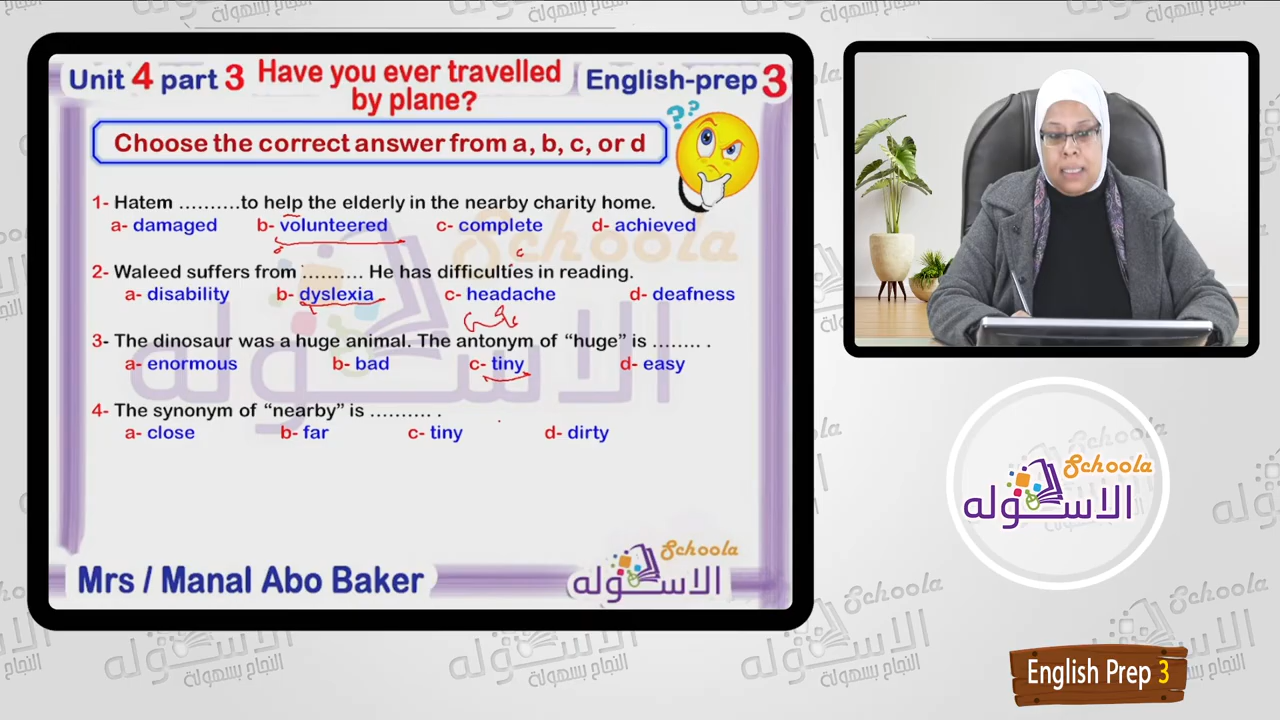 Unit 4 part 3
Have you ever travelled
by plane?
English-prep 3
Choose the correct answer from a, b, c, or d
1- Hatem ..........to help the elderly in the nearby charity home.
a- damaged b- volunteered c- complete d- achieved
2- Waleed suffers from .......... He has difficulties in reading.
a- disability b- dyslexia c- headache d- deafness
3- The dinosaur was a huge animal. The antonym of “huge” is ........ .
a- enormous b- bad c- tiny d- easy
4- The synonym of “nearby” is .......... .
a- close b- far c- tiny d- dirty
Mrs / Manal Abo Baker
Schoola
الاسكوله
Schoola
الاسكوله
English Prep 3